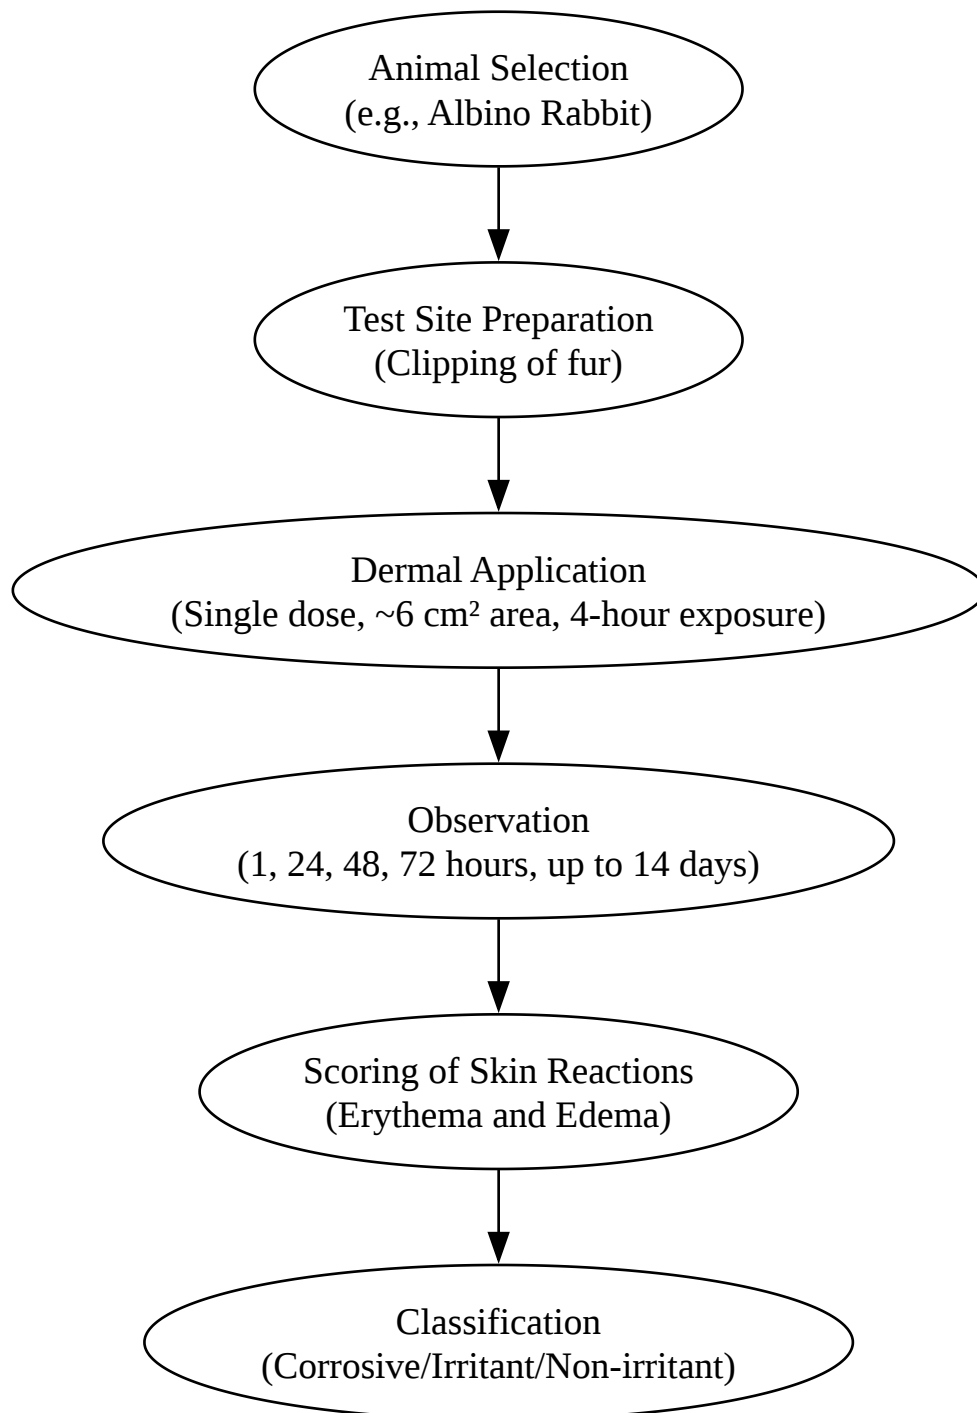 Animal Selection
(e.g., Albino Rabbit)
Test Site Preparation
(Clipping of fur)
Dermal Application
(Single dose, ~6 cm² area, 4-hour exposure)
Observation
(1, 24, 48, 72 hours, up to 14 days)
Scoring of Skin Reactions
(Erythema and Edema)
Classification
(Corrosive/Irritant/Non-irritant)